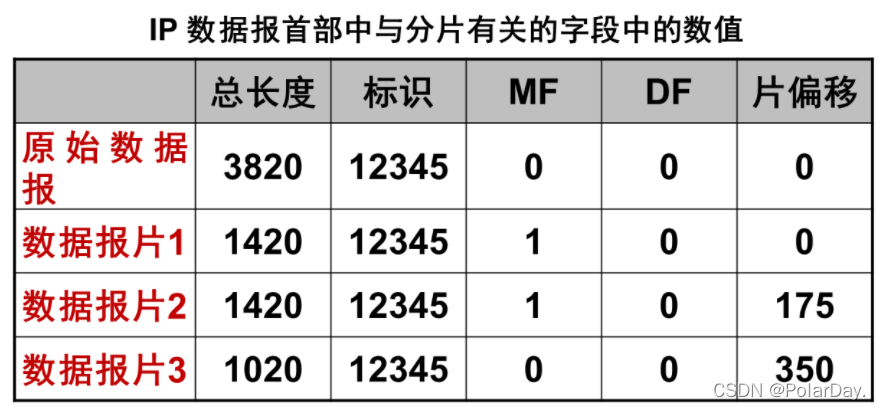 IP 数据报首部中与分片有关的字段中的数值
总长度 标识 MF DF 片偏移
原始数据
报 3820 12345 0 0 0
数据报片1 1420 12345 1 0 0
数据报片2 1420 12345 1 0 175
数据报片3 1020 12345 0 0 350
CSDN @PolarDay.